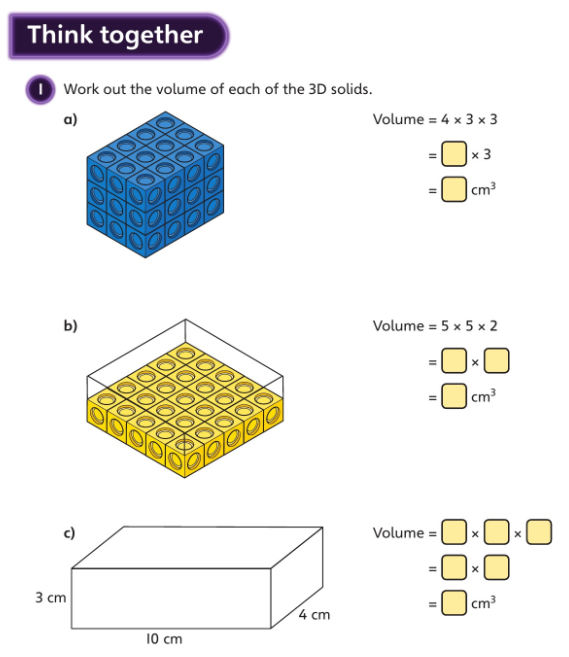 Think together
1 Work out the volume of each of the 3D solids.
a)
Volume = 4 × 3 × 3
= × 3
= cm³
b)
Volume = 5 × 5 × 2
= ×
= cm³
c)
Volume = × ×
= ×
= cm³
3 cm
4 cm
10 cm